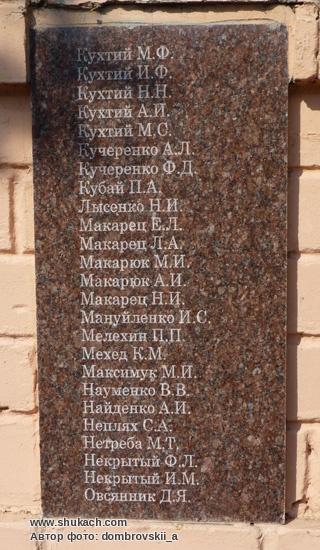 Кухтий М.Ф.
Кухтий И.Ф.
Кухтий Н.Н.
Кухтий А.И.
Кухтий М.С.
Кучеренко А.Л.
Кучеренко Ф.Д.
Кубай П.А.
Лысенко Н.И.
Макарец Е.Л.
Макарец Л.А.
Макарюк М.И.
Макарюк А.И.
Макарец Н.И.
Мануйленко И.С.
Мелехин П.П.
Мехед К.М.
Максимук М.И.
Науменко В.В.
Найденко А.И.
Неплях С.А.
Нетреба М.Т.
Некрытый Ф.Л.
Некрытый И.М.
Овсянник Д.Я.
www.shukach.com
Автор фото: dombrovskii_a